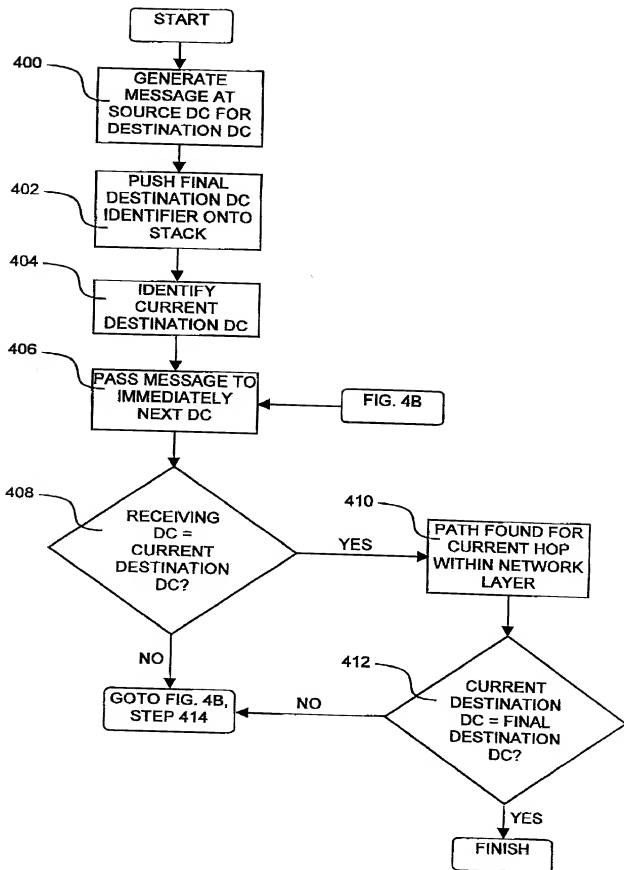 START
400
GENERATE
MESSAGE AT
SOURCE DC FOR
DESTINATION DC
402
PUSH FINAL
DESTINATION DC
IDENTIFIER ONTO
STACK
404
IDENTIFY
CURRENT
DESTINATION DC
406
PASS MESSAGE TO
IMMEDIATELY
NEXT DC
FIG. 4B
408
RECEIVING
DC =
CURRENT
DESTINATION
DC?
YES
410
PATH FOUND FOR
CURRENT HOP
WITHIN NETWORK
LAYER
NO
GOTO FIG. 4B,
STEP 414
412
CURRENT
DESTINATION
DC = FINAL
DESTINATION
DC?
NO
YES
FINISH